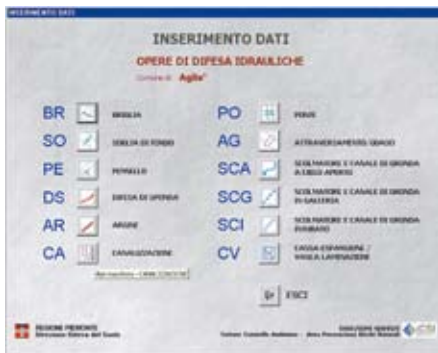 INSERIMENTO DATI
INSERIMENTO DATI
OPERE DI DIFESA IDRAULICHE
Comune di Aglie'
BR BRIGLIA
SO SOGLIA DI FONDO
PE PENNELLO
DS DIFESA DI SPONDA
AR ARGINE
CA CANALIZZAZIONE
PO PONTE
AG ATTRAVERSAMENTO GUADO
SCA SCOLMATORE E CANALE DI GRONDA
A CIELO APERTO
SCG SCOLMATORE E CANALE DI GRONDA
IN GALLERIA
SCI SCOLMATORE E CANALE DI GRONDA
INTUBATO
CV CASSA ESPANSIONE /
VASCA LAMINAZIONE
ESCI
REGIONE PIEMONTE
CSI